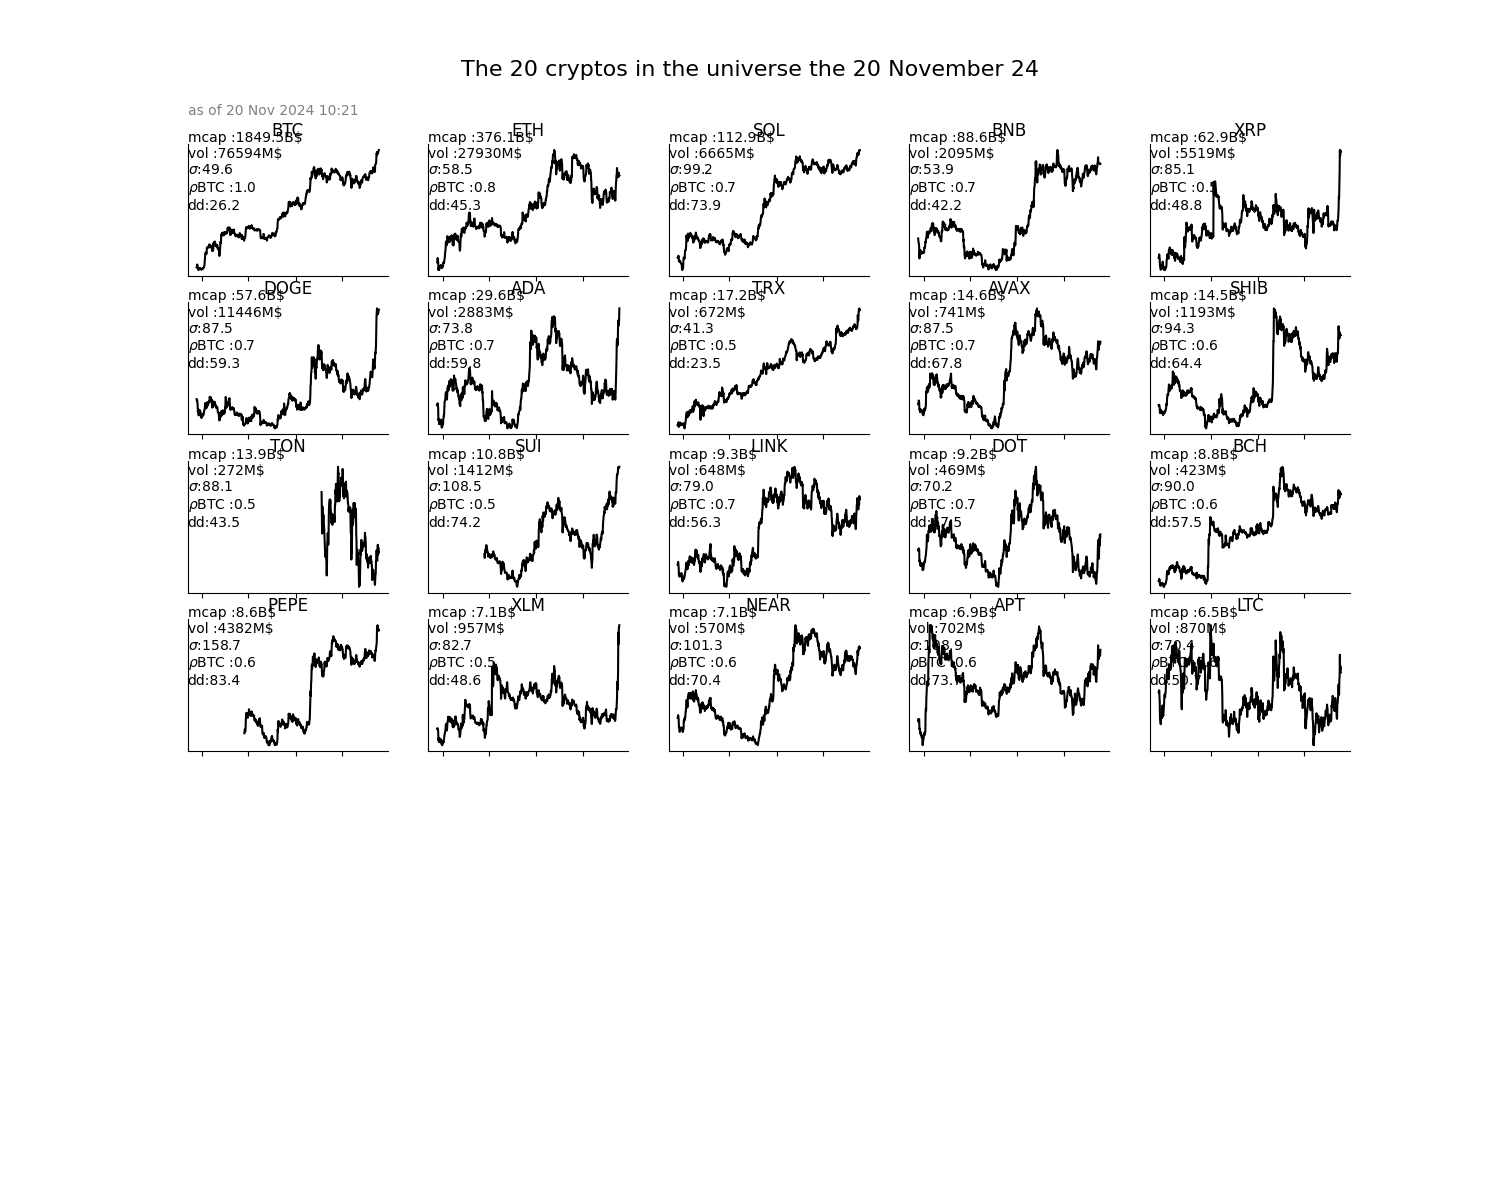 The 20 cryptos in the universe the 20 November 24
as of 20 Nov 2024 10:21
BTC
mcap :1849.5B$
vol :76594M$
σ:49.6
ρBTC :1.0
dd:26.2
ETH
mcap :376.1B$
vol :27930M$
σ:58.5
ρBTC :0.8
dd:45.3
SOL
mcap :112.9B$
vol :6665M$
σ:99.2
ρBTC :0.7
dd:73.9
BNB
mcap :88.6B$
vol :2095M$
σ:53.9
ρBTC :0.7
dd:42.2
XRP
mcap :62.9B$
vol :5519M$
σ:85.1
ρBTC :0.5
dd:48.8
DOGE
mcap :57.6B$
vol :11446M$
σ:87.5
ρBTC :0.7
dd:59.3
ADA
mcap :29.6B$
vol :2883M$
σ:73.8
ρBTC :0.7
dd:59.8
TRX
mcap :17.2B$
vol :672M$
σ:41.3
ρBTC :0.5
dd:23.5
AVAX
mcap :14.6B$
vol :741M$
σ:87.5
ρBTC :0.7
dd:67.8
SHIB
mcap :14.5B$
vol :1193M$
σ:94.3
ρBTC :0.6
dd:64.4
TON
mcap :13.9B$
vol :272M$
σ:88.1
ρBTC :0.5
dd:43.5
SUI
mcap :10.8B$
vol :1412M$
σ:108.5
ρBTC :0.5
dd:74.2
LINK
mcap :9.3B$
vol :648M$
σ:79.0
ρBTC :0.7
dd:56.3
DOT
mcap :9.2B$
vol :469M$
σ:70.2
ρBTC :0.7
BCH
mcap :8.8B$
vol :423M$
σ:90.0
ρBTC :0.6
dd:57.5
PEPE
mcap :8.6B$
vol :4382M$
σ:158.7
ρBTC :0.6
dd:83.4
XLM
mcap :7.1B$
vol :957M$
σ:82.7
ρBTC :0.5
dd:48.6
NEAR
mcap :7.1B$
vol :570M$
σ:101.3
ρBTC :0.6
dd:70.4
APT
mcap :6.9B$
vol :702M$
ρBTC :0.6
LTC
mcap :6.5B$
vol :870M$
σ:70.4